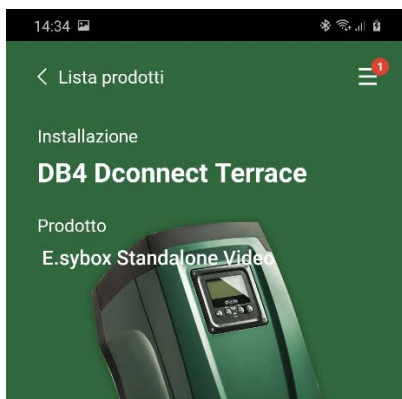 14:34
Lista prodotti
1
Installazione
DB4 Dconnect Terrace
Prodotto
E.sybox Standalone Video